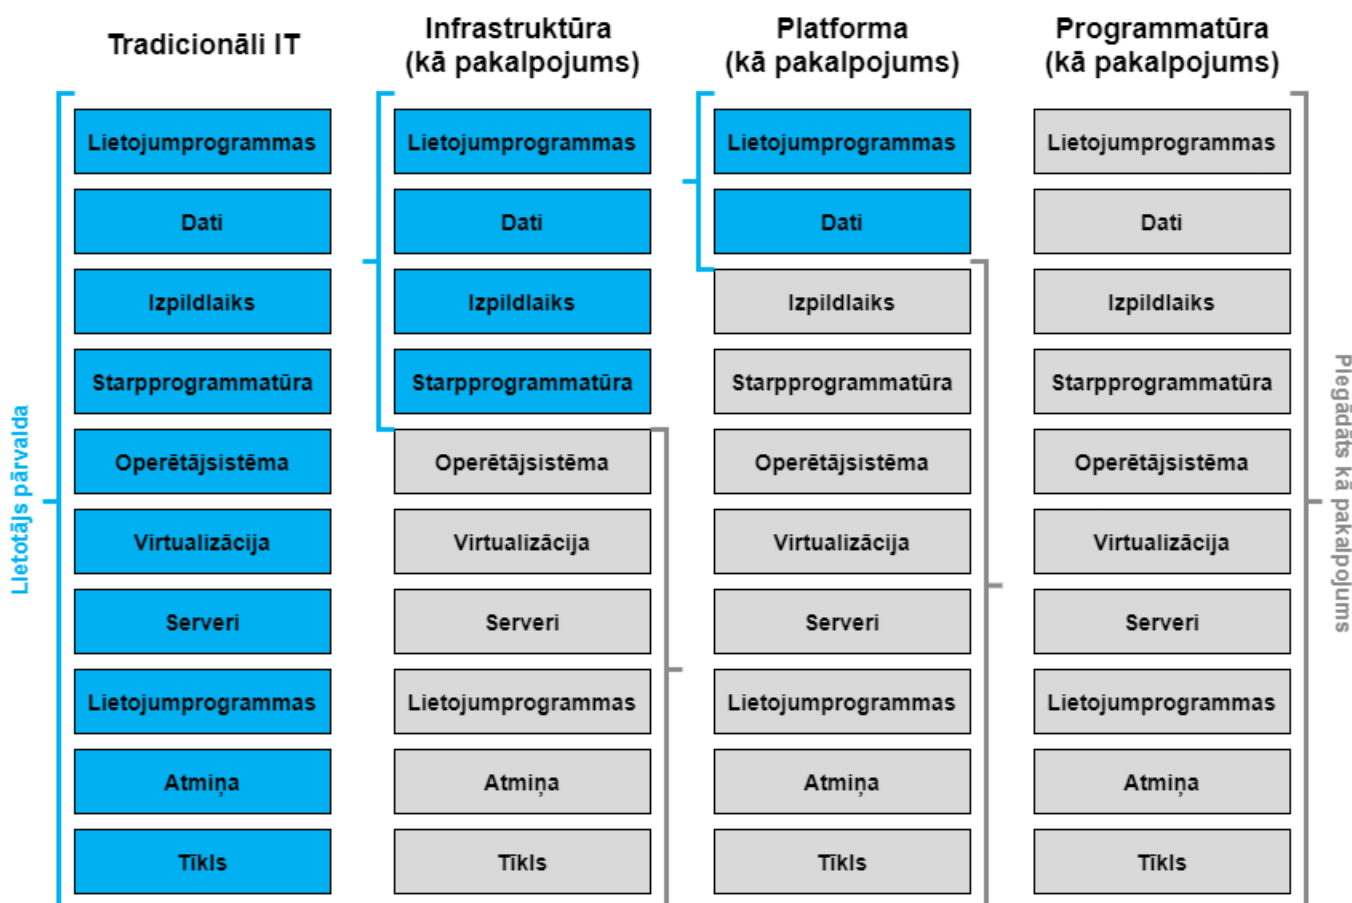 Tradicionāli IT
Infrastruktūra
(kā pakalpojums)
Platforma
(kā pakalpojums)
Programmatūra
(kā pakalpojums)
Lietotājs pārvalda
Lietojumprogrammas
Dati
Izpildlaiks
Starpprogrammatūra
Operētājsistēma
Virtualizācija
Serveri
Lietojumprogrammas
Atmiņa
Tīkls
Lietojumprogrammas
Dati
Izpildlaiks
Starpprogrammatūra
Operētājsistēma
Virtualizācija
Serveri
Lietojumprogrammas
Atmiņa
Tīkls
Lietojumprogrammas
Dati
Izpildlaiks
Starpprogrammatūra
Operētājsistēma
Virtualizācija
Serveri
Lietojumprogrammas
Atmiņa
Tīkls
Lietojumprogrammas
Dati
Izpildlaiks
Starpprogrammatūra
Operētājsistēma
Virtualizācija
Serveri
Lietojumprogrammas
Atmiņa
Tīkls
Piegādāts kā pakalpojums